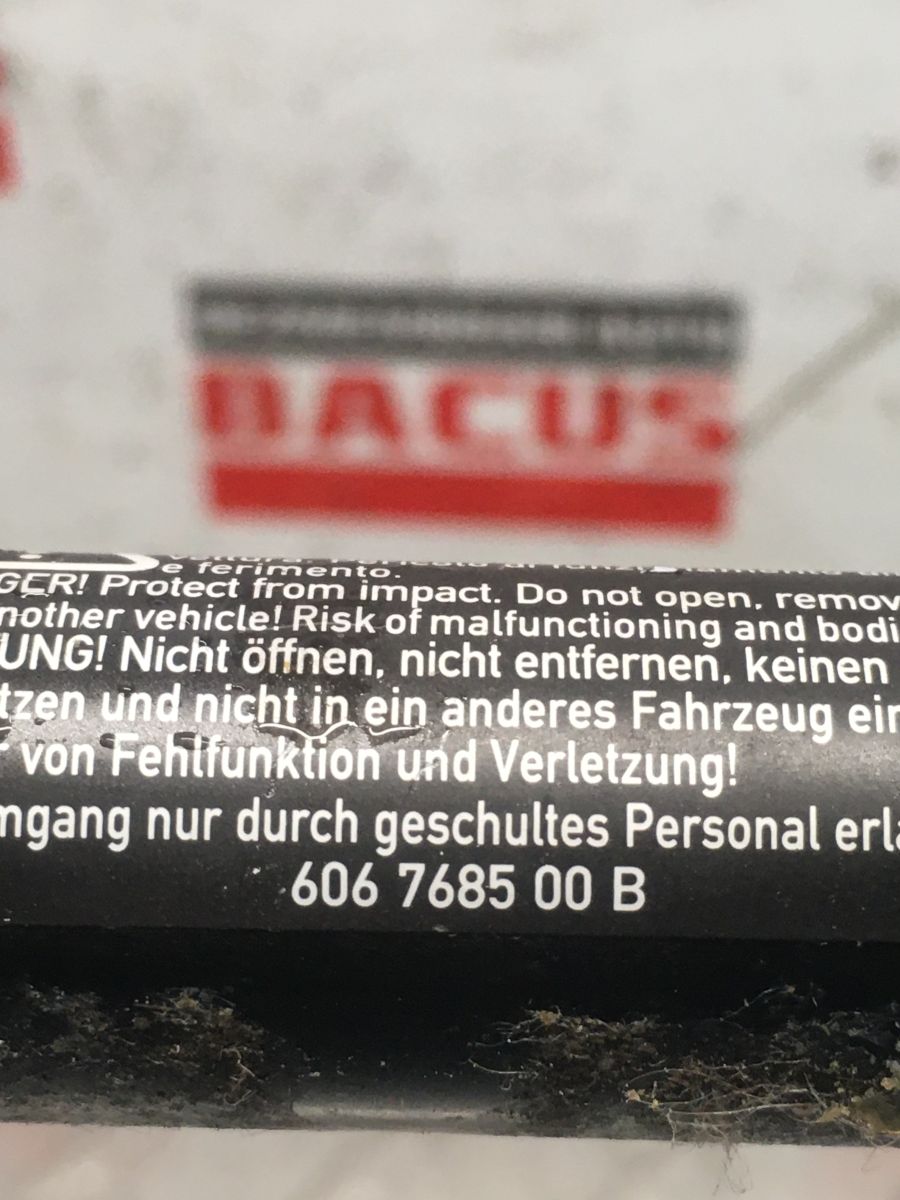 BACUS
e ferimento.
GER! Protect from impact. Do not open, remov
nother vehicle! Risk of malfunctioning and bodi
UNG! Nicht öffnen, nicht entfernen, keinen
tzen und nicht in ein anderes Fahrzeug ein
r von Fehlfunktion und Verletzung!
mgang nur durch geschultes Personal erla
606 7685 00 B